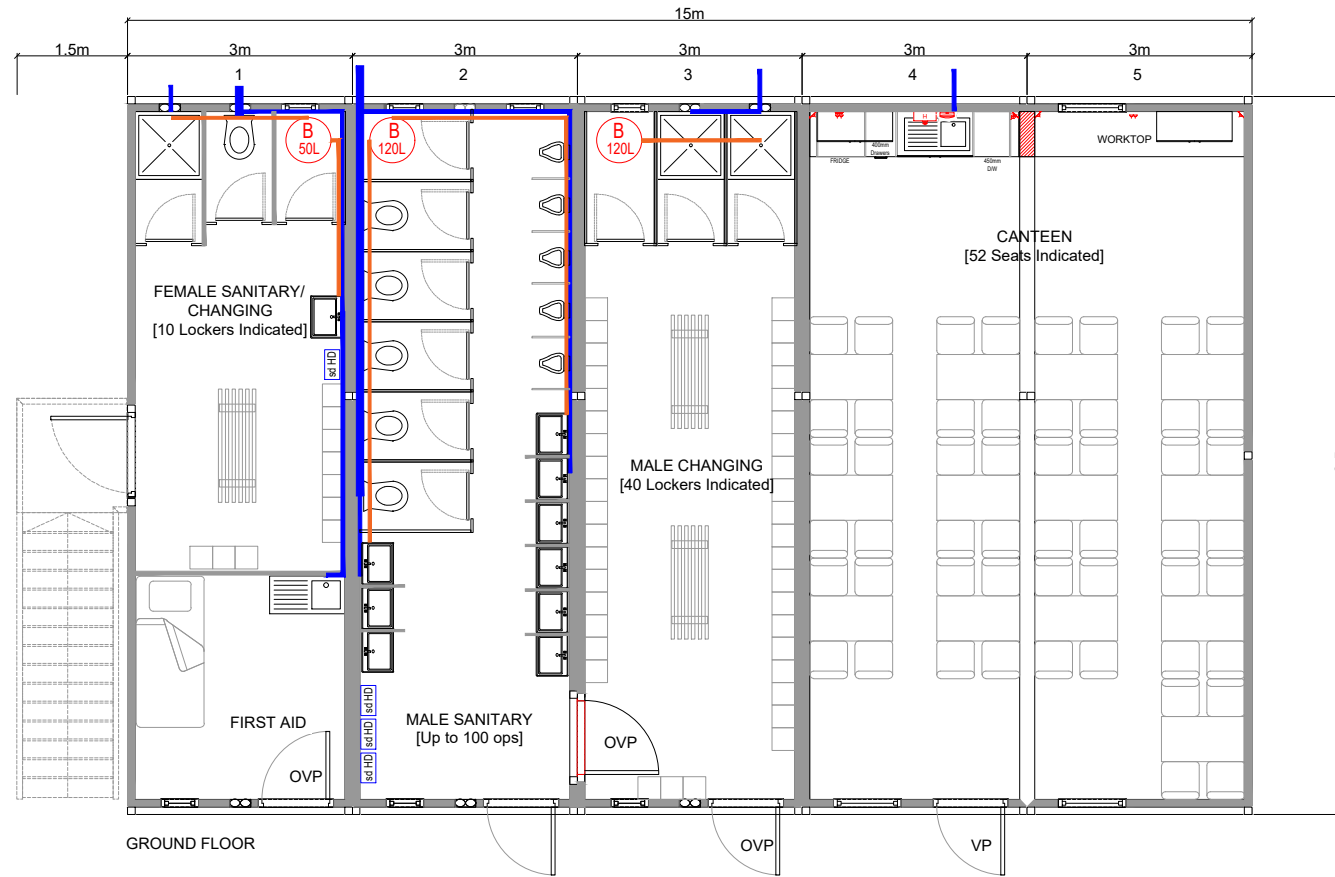 15m
1.5m
3m
3m
3m
3m
3m
1
2
3
4
5
B
50L
B
120L
B
120L
H
FRIDGE
400mm
Drawers
450mm
D/W
WORKTOP
CANTEEN
[52 Seats Indicated]
FEMALE SANITARY/
CHANGING
[10 Lockers Indicated]
sd HD
MALE CHANGING
[40 Lockers Indicated]
FIRST AID
OVP
MALE SANITARY
[Up to 100 ops]
sd HD
sd HD
sd HD
OVP
OVP
VP
GROUND FLOOR